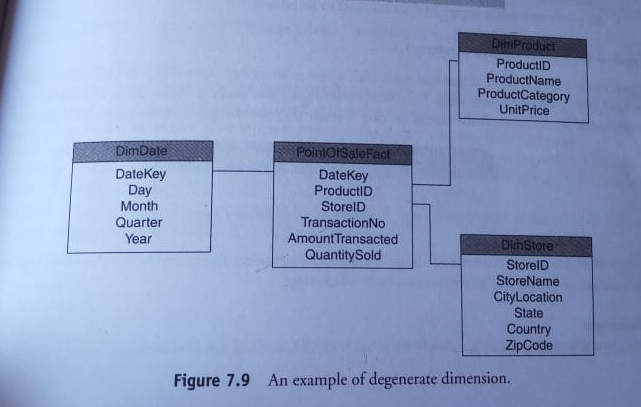 DimProduct
ProductID
ProductName
ProductCategory
UnitPrice
DimDate
DateKey
Day
Month
Quarter
Year
PointOfSaleFact
DateKey
ProductID
StoreID
TransactionNo
AmountTransacted
QuantitySold
DimStore
StoreID
StoreName
CityLocation
State
Country
ZipCode
Figure 7.9 An example of degenerate dimension.